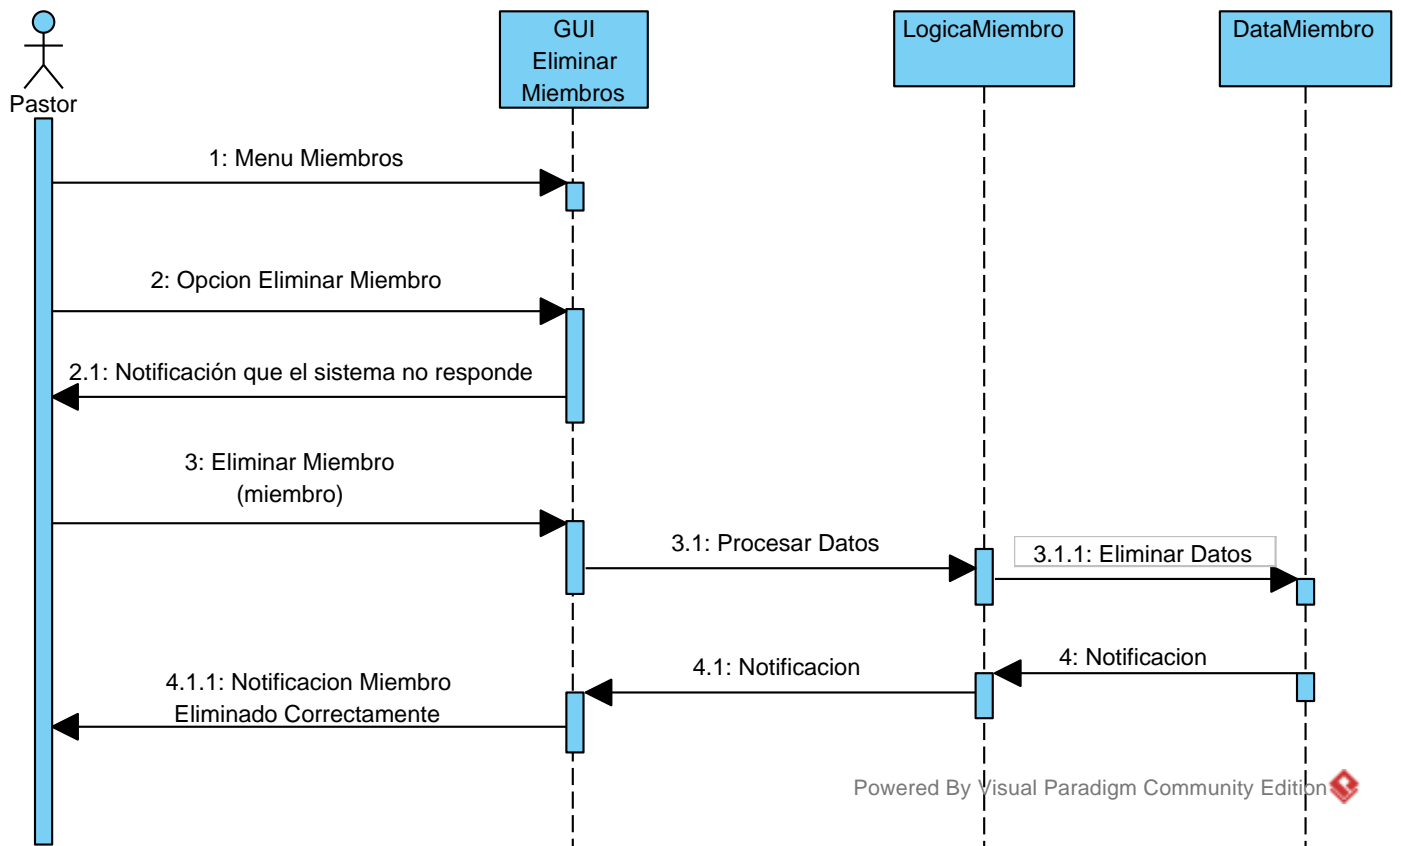 Pastor
GUI
Eliminar
Miembros
LogicaMiembro
DataMiembro
1: Menu Miembros
2: Opcion Eliminar Miembro
2.1: Notificación que el sistema no responde
3: Eliminar Miembro
(miembro)
3.1: Procesar Datos
3.1.1: Eliminar Datos
4: Notificacion
4.1: Notificacion
4.1.1: Notificacion Miembro
Eliminado Correctamente
Powered By Visual Paradigm Community Edition